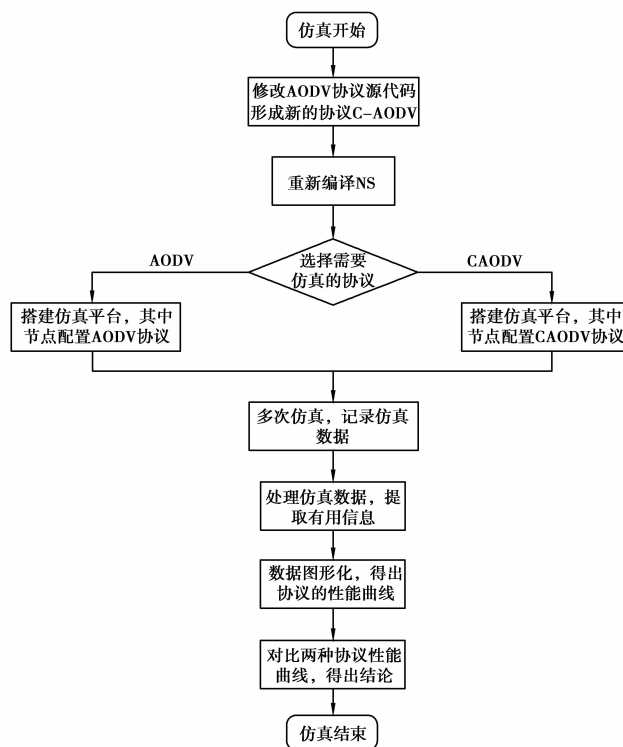 仿真开始
修改AODV协议源代码
形成新的协议C-AODV
重新编译NS
选择需要
仿真的协议
AODV
CAODV
搭建仿真平台，其中
节点配置AODV协议
搭建仿真平台，其中
节点配置CAODV协议
多次仿真，记录仿真
数据
处理仿真数据，提
取有用信息
数据图形化，得出
协议的性能曲线
对比两种协议性能
曲线，得出结论
仿真结束